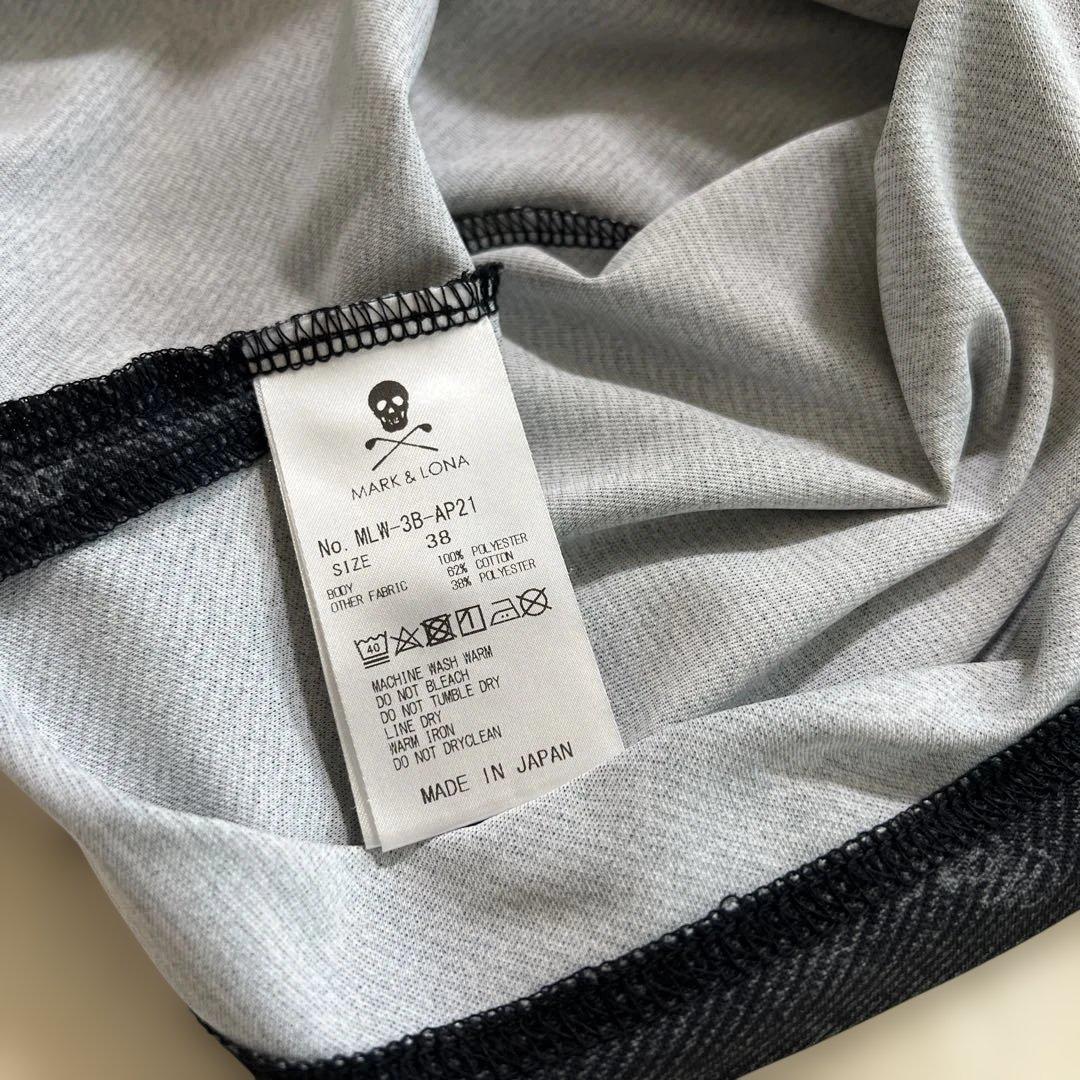 MARK & LONA
No. MLW-3B-AP21
SIZE 38
BODY 100% POLYESTER
OTHER FABRIC 62% COTTON
38% POLYESTER
40
MACHINE WASH WARM
DO NOT BLEACH
DO NOT TUMBLE DRY
LINE DRY
WARM IRON
DO NOT DRYCLEAN
MADE IN JAPAN